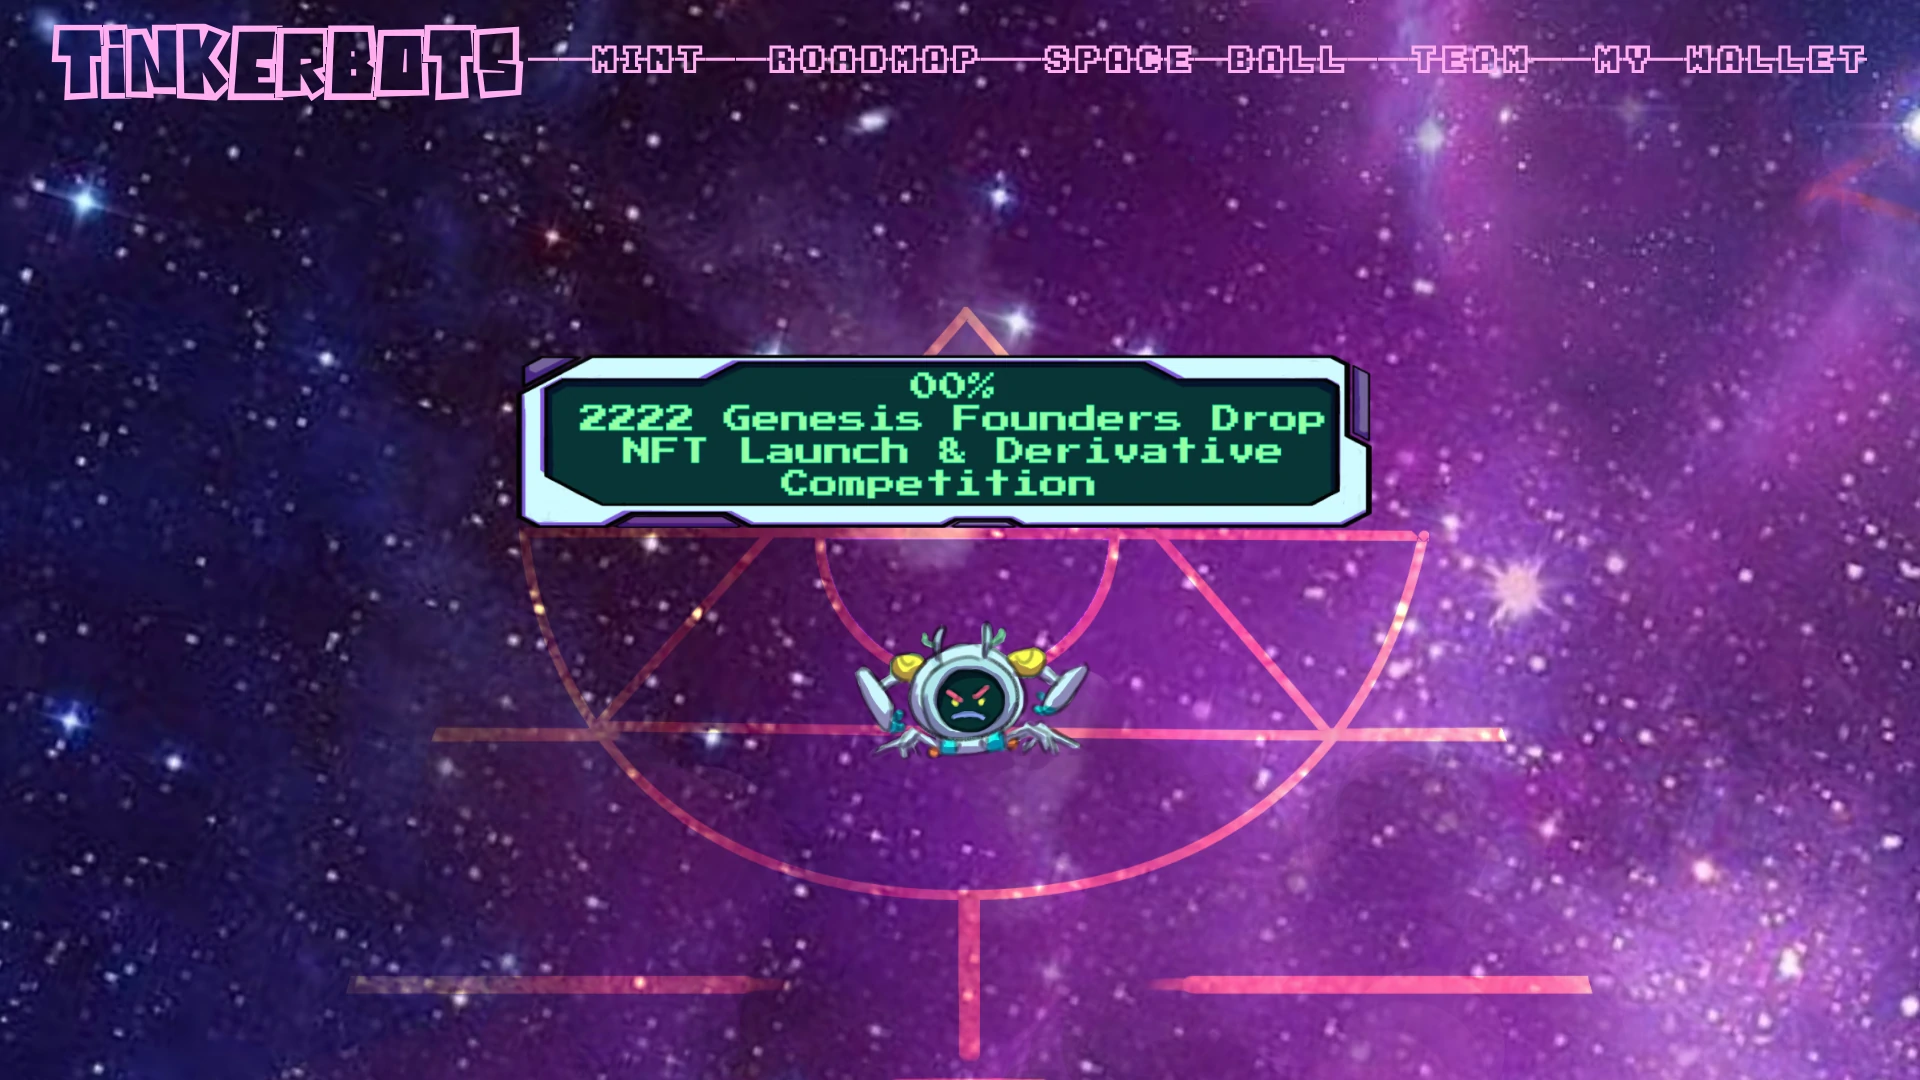 TiNKERBOTS
MINT ROADMAP SPACE BALL TEAM MY WALLET
00%
2222 Genesis Founders Drop
NFT Launch & Derivative
Competition